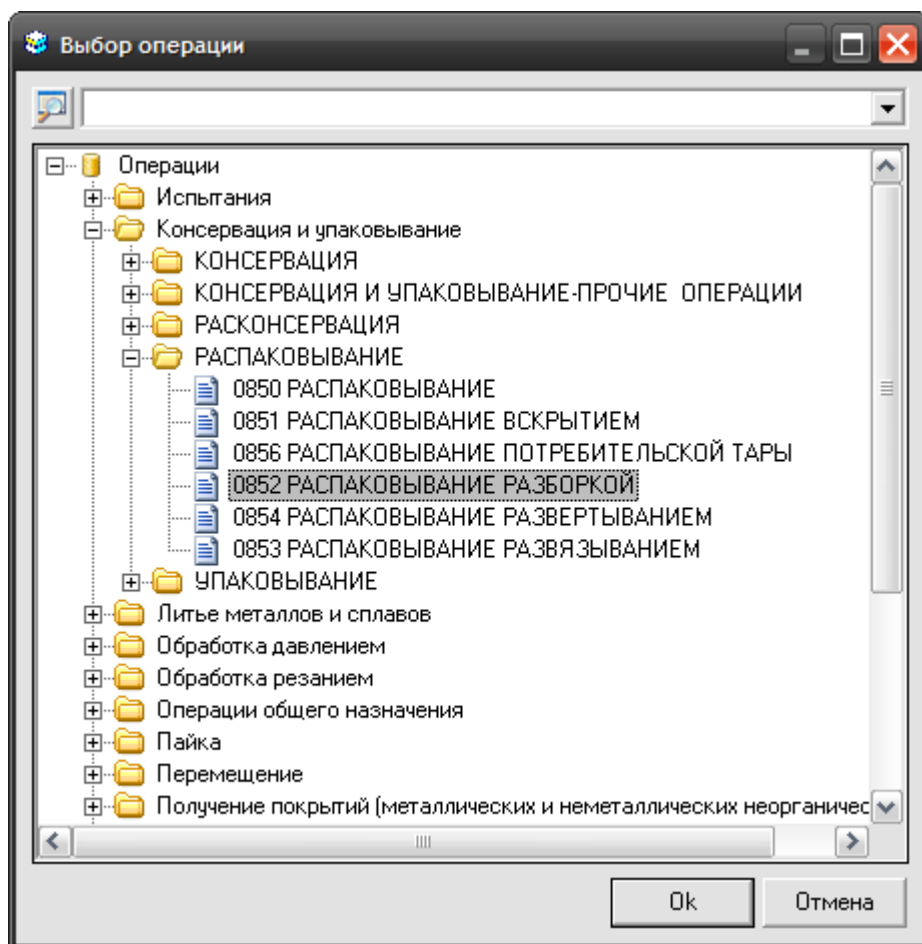 Выбор операции
Операции
Испытания
Консервация и упаковывание
КОНСЕРВАЦИЯ
КОНСЕРВАЦИЯ И УПАКОВЫВАНИЕ-ПРОЧИЕ ОПЕРАЦИИ
РАСКОНСЕРВАЦИЯ
РАСПАКОВЫВАНИЕ
0850 РАСПАКОВЫВАНИЕ
0851 РАСПАКОВЫВАНИЕ ВСКРЫТИЕМ
0856 РАСПАКОВЫВАНИЕ ПОТРЕБИТЕЛЬСКОЙ ТАРЫ
0852 РАСПАКОВЫВАНИЕ РАЗБОРКОЙ
0854 РАСПАКОВЫВАНИЕ РАЗВЕРТЫВАНИЕМ
0853 РАСПАКОВЫВАНИЕ РАЗВЯЗЫВАНИЕМ
УПАКОВЫВАНИЕ
Литье металлов и сплавов
Обработка давлением
Обработка резанием
Операции общего назначения
Пайка
Перемещение
Получение покрытий (металлических и неметаллических неорганичес
Ok Отмена